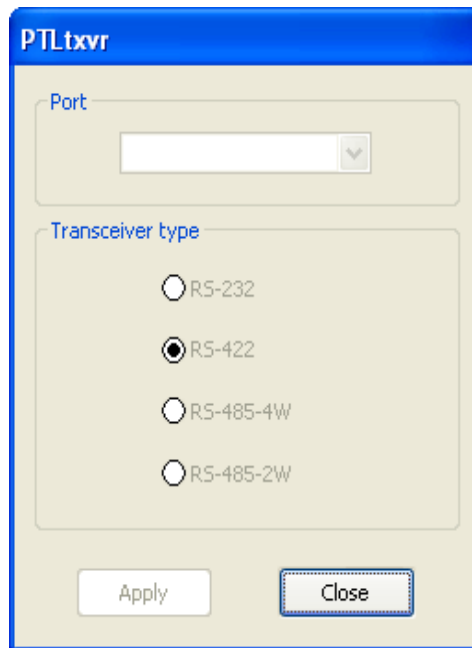 PTLtxvr
Port
Transceiver type
RS-232
RS-422
RS-485-4W
RS-485-2W
Apply
Close